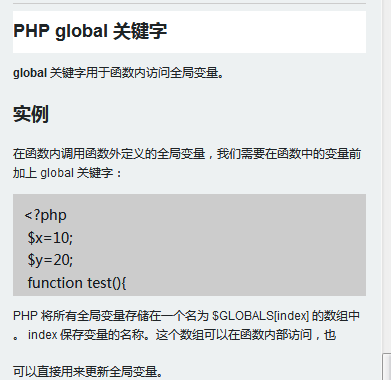 PHP global 关键字
global 关键字用于函数内访问全局变量。
实例
在函数内调用函数外定义的全局变量，我们需要在函数中的变量前
加上 global 关键字：
<?php
$x=10;
$y=20;
function test(){
PHP 将所有全局变量存储在一个名为 $GLOBALS[index] 的数组中
。 index 保存变量的名称。这个数组可以在函数内部访问，也
可以直接用来更新全局变量。